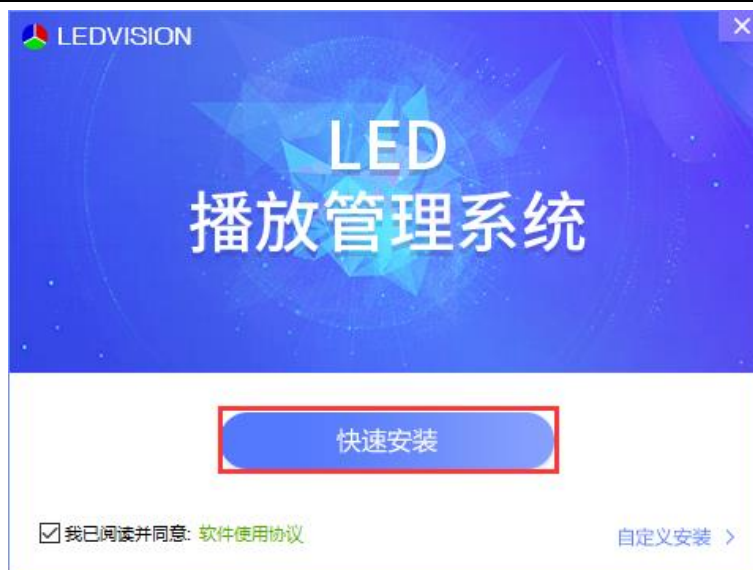 LEDVISION
LED
播放管理系统
快速安装
我已阅读并同意: 软件使用协议
自定义安装 >